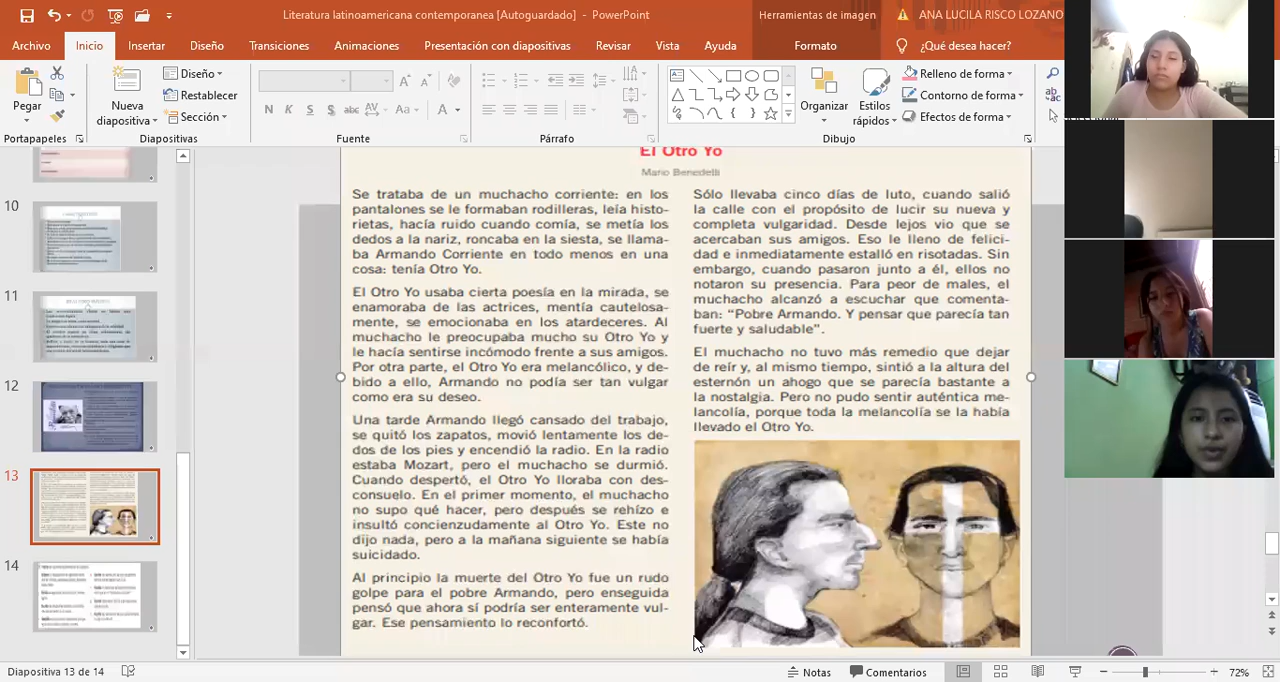 Literatura latinoamericana contemporanea [Autoguardado] - PowerPoint
Herramientas de imagen
ANA LUCILA RISCO LOZANO
Archivo
Inicio
Insertar
Diseño
Transiciones
Animaciones
Presentación con diapositivas
Revisar
Vista
Ayuda
Formato
¿Qué desea hacer?
Pegar
Nueva
diapositiva
Diseño
Restablecer
Sección
N K S S abc AV Aa A
Organizar
Estilos
rápidos
Relleno de forma
Contorno de forma
Efectos de forma
Portapapeles
Diapositivas
Fuente
Párrafo
Dibujo
10
11
12
13
14
El Otro Yo
Mario Benedetti
Se trataba de un muchacho corriente: en los
pantalones se le formaban rodilleras, leía histo-
rietas, hacía ruido cuando comía, se metía los
dedos a la nariz, roncaba en la siesta, se llama-
ba Armando Corriente en todo menos en una
cosa: tenía Otro Yo.
El Otro Yo usaba cierta poesía en la mirada, se
enamoraba de las actrices, mentía cautelosa-
mente, se emocionaba en los atardeceres. Al
muchacho le preocupaba mucho su Otro Yo y
le hacía sentirse incómodo frente a sus amigos.
Por otra parte, el Otro Yo era melancólico, y de-
bido a ello, Armando no podía ser tan vulgar
como era su deseo.
Una tarde Armando llegó cansado del trabajo,
se quitó los zapatos, movió lentamente los de-
dos de los pies y encendió la radio. En la radio
estaba Mozart, pero el muchacho se durmió.
Cuando despertó, el Otro Yo lloraba con des-
consuelo. En el primer momento, el muchacho
no supo qué hacer, pero después se rehízo e
insultó concienzudamente al Otro Yo. Este no
dijo nada, pero a la mañana siguiente se había
suicidado.
Al principio la muerte del Otro Yo fue un rudo
golpe para el pobre Armando, pero enseguida
pensó que ahora sí podría ser enteramente vul-
gar. Ese pensamiento lo reconfortó.
Sólo llevaba cinco días de luto, cuando salió
la calle con el propósito de lucir su nueva y
completa vulgaridad. Desde lejos vio que se
acercaban sus amigos. Eso le lleno de felici-
dad e inmediatamente estalló en risotadas. Sin
embargo, cuando pasaron junto a él, ellos no
notaron su presencia. Para peor de males, el
muchacho alcanzó a escuchar que comenta-
ban: “Pobre Armando. Y pensar que parecía tan
fuerte y saludable”.
El muchacho no tuvo más remedio que dejar
de reír y, al mismo tiempo, sintió a la altura del
esternón un ahogo que se parecía bastante a
la nostalgia. Pero no pudo sentir auténtica me-
lancolía, porque toda la melancolía se la había
llevado el Otro Yo.
Diapositiva 13 de 14
Notas
Comentarios
72%